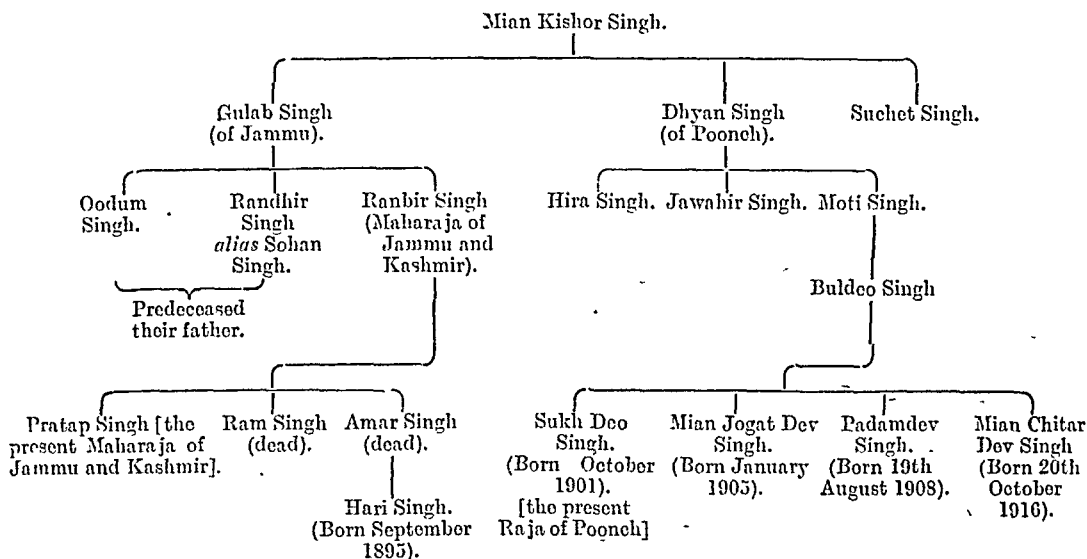 Mian Kishor Singh.
Gulab Singh
(of Jammu).
Dhyan Singh
(of Poonch).
Suchet Singh.
Oodum
Singh.
Randhir
Singh
alias Sohan
Singh.
Ranbir Singh
(Maharaja of
Jammu and
Kashmir).
Hira Singh.
Jawahir Singh.
Moti Singh.
Predeceased
their father.
Buldeo Singh
Pratap Singh [the
present Maharaja of
Jammu and Kashmir].
Ram Singh
(dead).
Amar Singh
(dead).
Hari Singh.
(Born September
1895).
Sukh Deo
Singh.
(Born October
1901).
[the present
Raja of Poonch]
Mian Jogat Dev
Singh.
(Born January
1905).
Padamdev
Singh.
(Born 19th
August 1908).
Mian Chitar
Dev Singh
(Born 20th
October
1916).